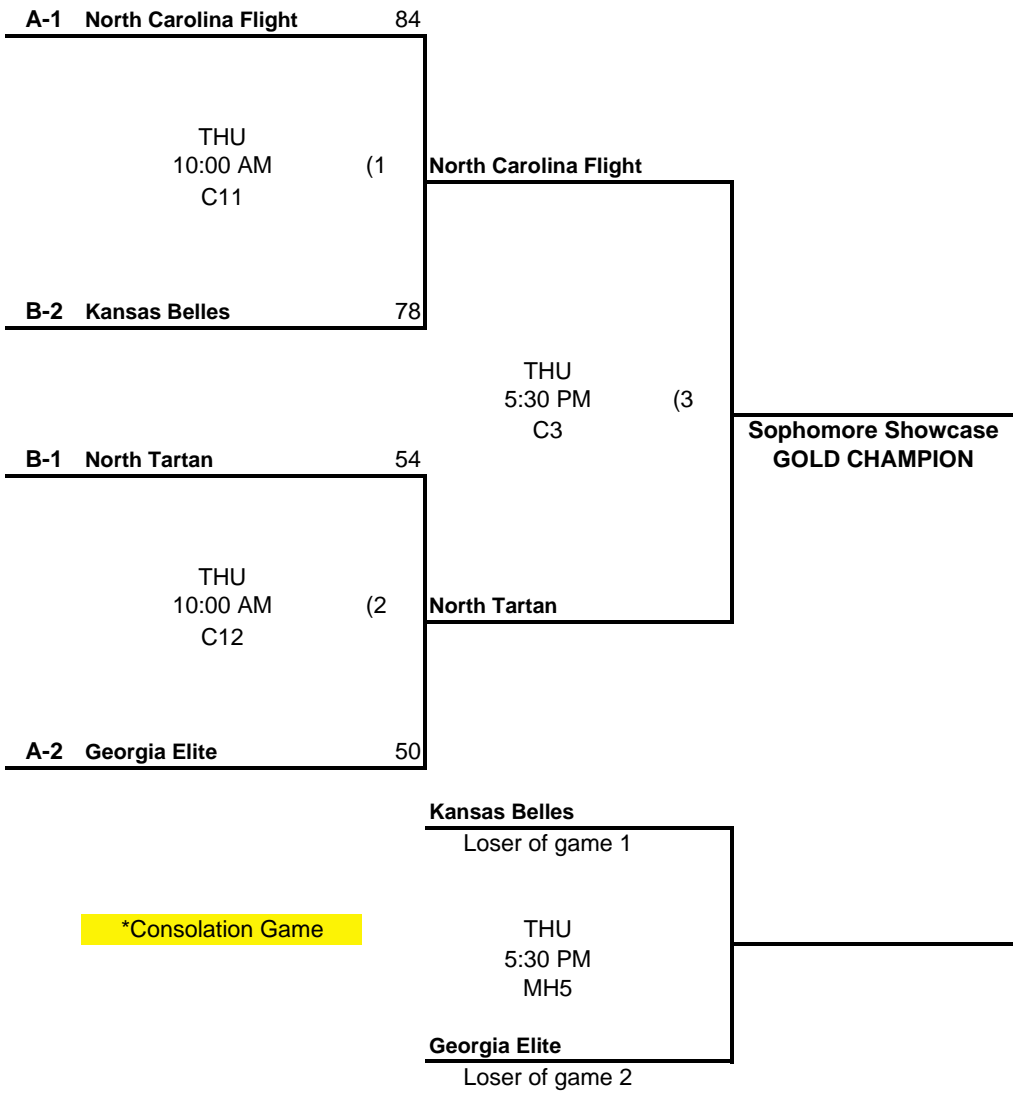 A-1 North Carolina Flight 84
THU
10:00 AM (1 North Carolina Flight
C11
B-2 Kansas Belles 78
THU
5:30 PM (3
C3 Sophomore Showcase
B-1 North Tartan 54 GOLD CHAMPION
THU
10:00 AM (2 North Tartan
C12
A-2 Georgia Elite 50
Kansas Belles
Loser of game 1
*Consolation Game THU
5:30 PM
MH5
Georgia Elite
Loser of game 2